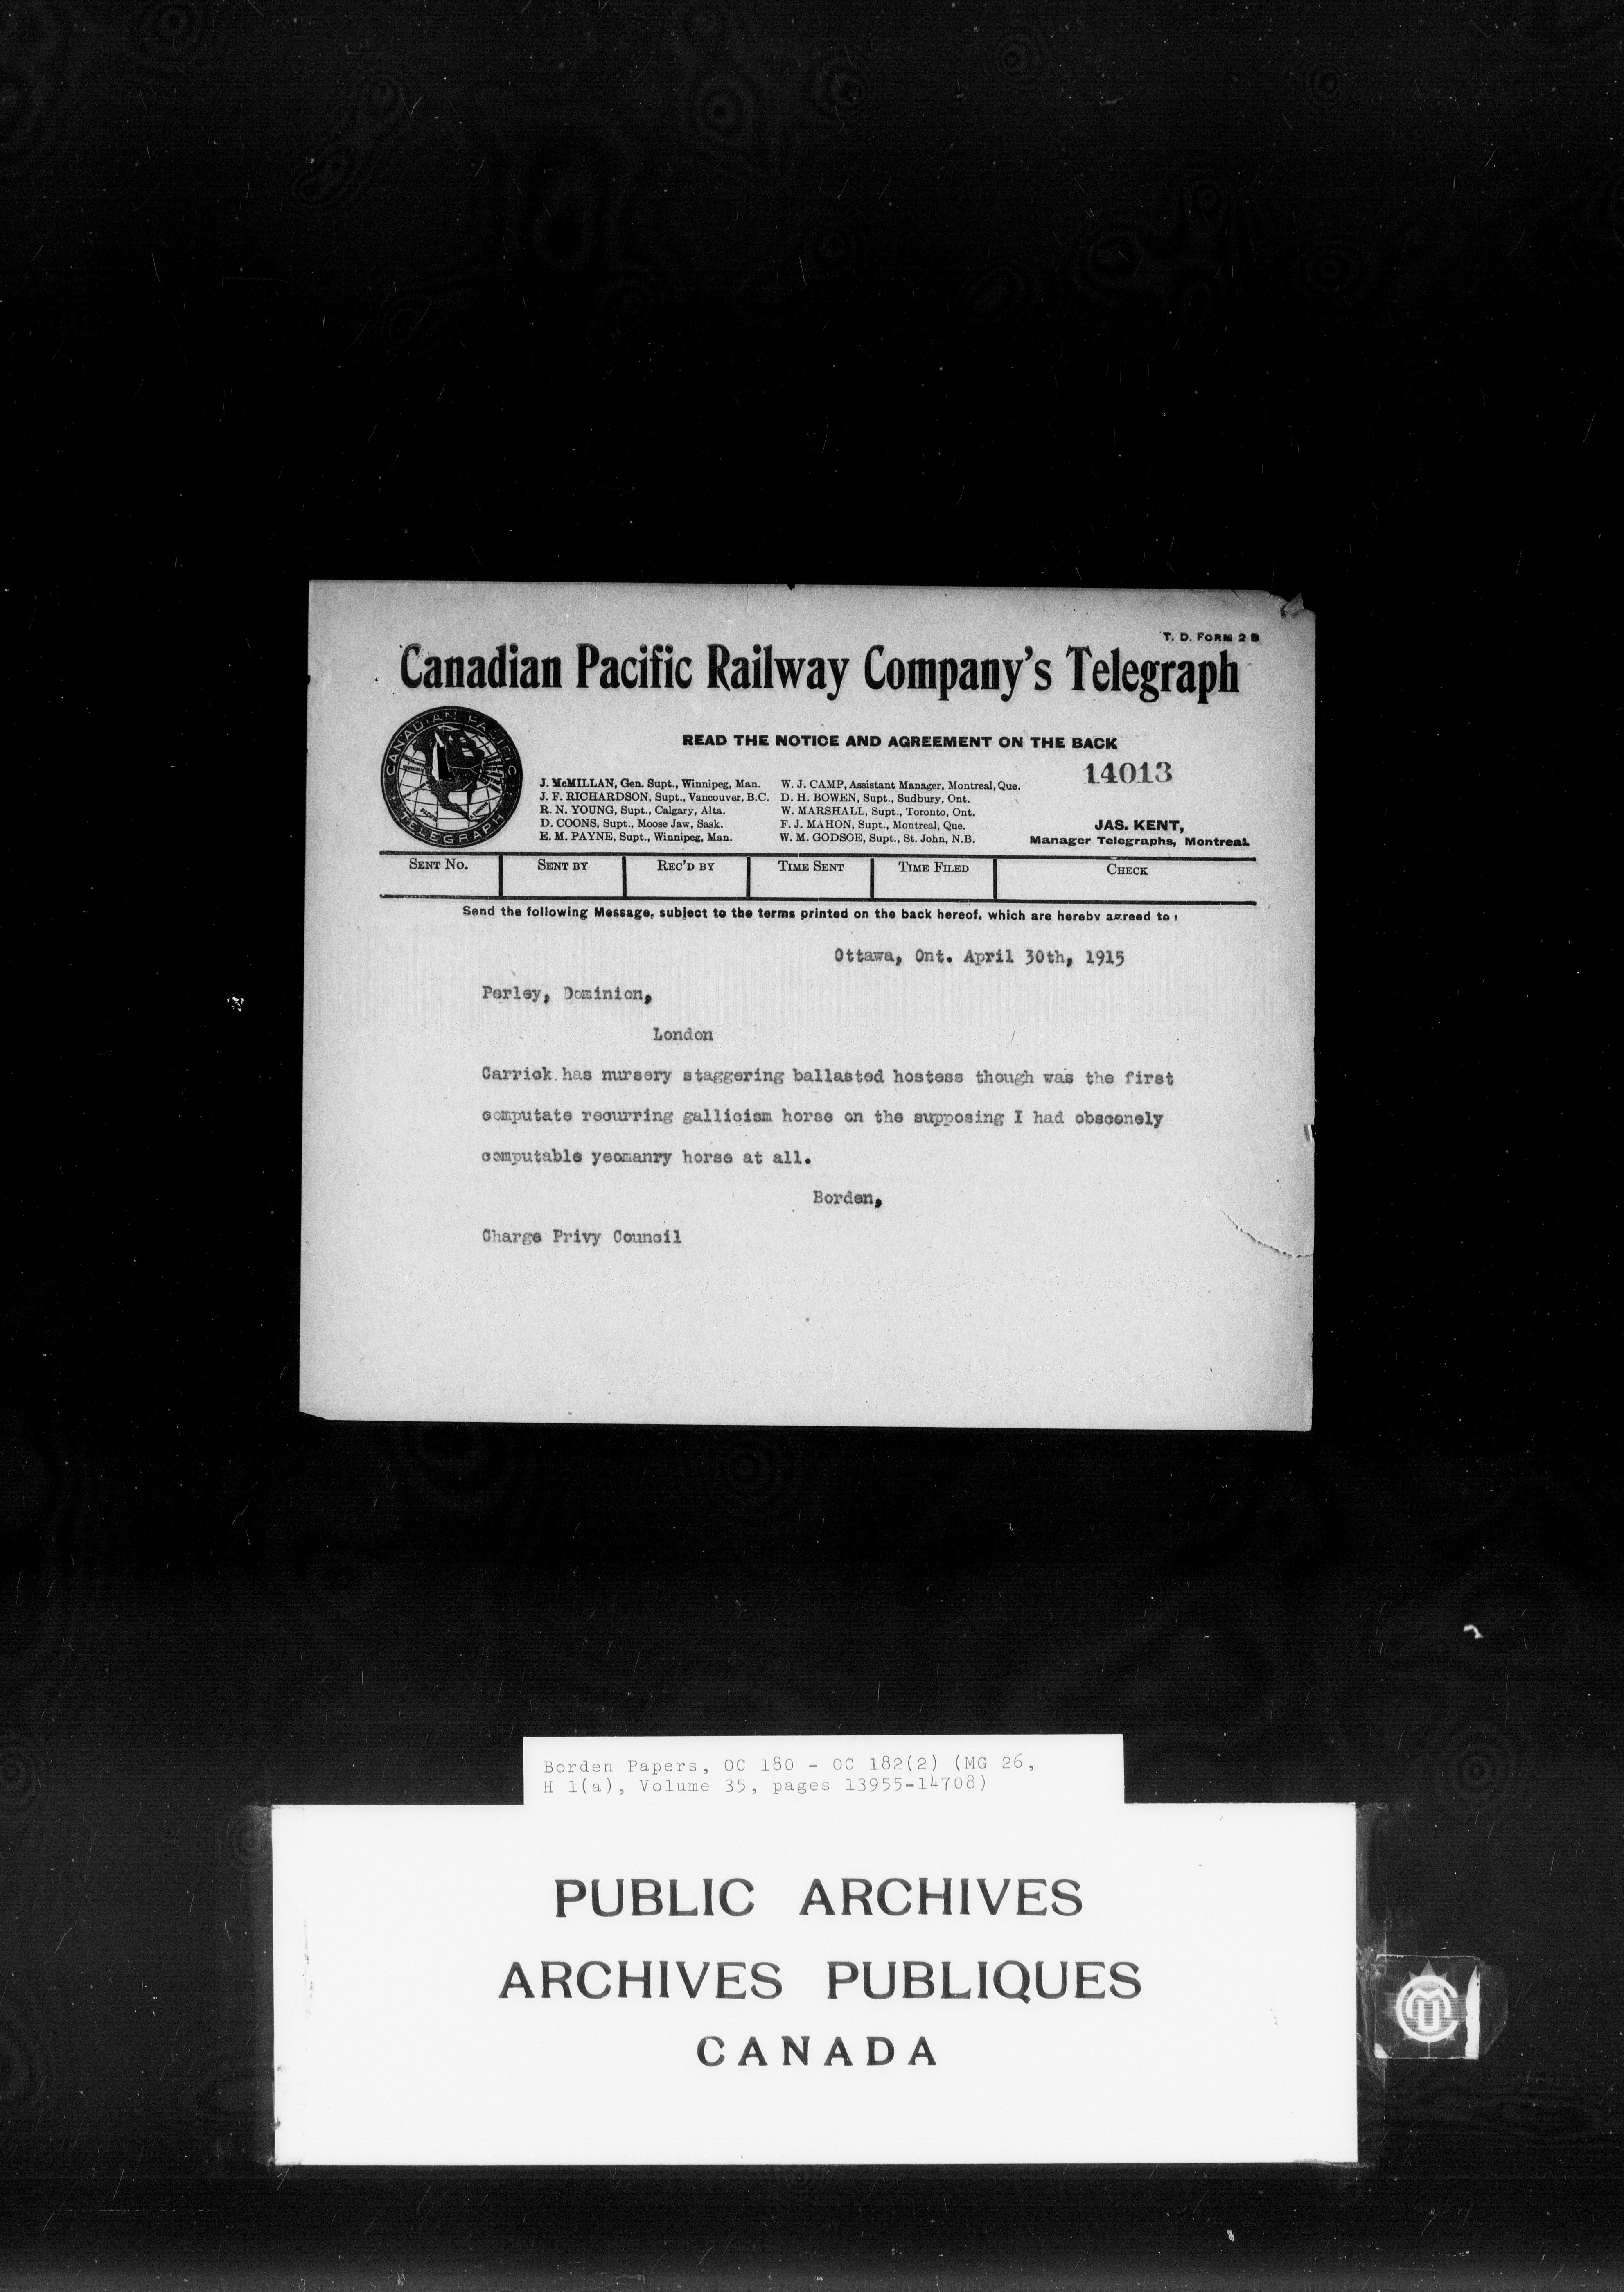 T. D. FORM 2 B
Canadian Pacific Railway Company's Telegraph
CANADIAN PACIFIC
TELEGRAPH
READ THE NOTICE AND AGREEMENT ON THE BACK
14013
J. McMILLAN, Gen. Supt., Winnipeg, Man.
J. F. RICHARDSON, Supt., Vancouver, B.C.
R. N. YOUNG, Supt., Calgary, Alta.
D. COONS, Supt., Moose Jaw, Sask.
E. M. PAYNE, Supt., Winnipeg, Man.
W. J. CAMP, Assistant Manager, Montreal, Que.
D. H. BOWEN, Supt., Sudbury, Ont.
W. MARSHALL, Supt., Toronto, Ont.
F. J. MAHON, Supt., Montreal, Que.
W. M. GODSOE, Supt., St. John, N.B.
JAS. KENT,
Manager Telegraphs, Montreal.
SENT NO. SENT BY REC'D BY TIME SENT TIME FILED CHECK
Send the following Message, subject to the terms printed on the back hereof, which are hereby agreed to:
Ottawa, Ont. April 30th, 1915
Perley, Dominion,
London
Carrick has nursery staggering ballasted hostess though was the first
computate recurring gallicism horse on the supposing I had obscenely
computable yeomanry horse at all.
Borden,
Charge Privy Council
Borden Papers, OC 180 - OC 182(2) (MG 26,
H 1(a), Volume 35, pages 13955-14708)
PUBLIC ARCHIVES
ARCHIVES PUBLIQUES
CANADA